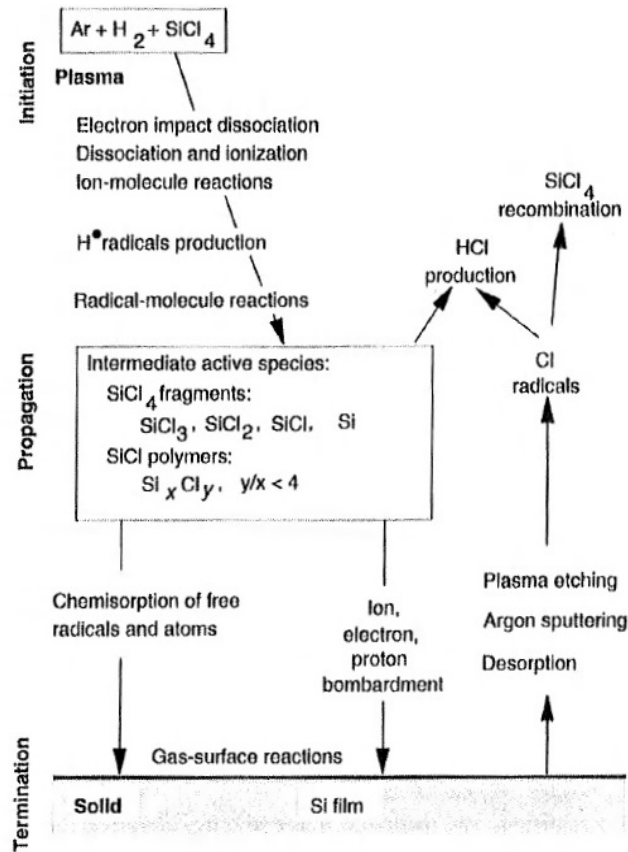 Initiation
Ar + H2 + SiCl4
Plasma
Electron impact dissociation
Dissociation and ionization
Ion-molecule reactions
H• radicals production
Radical-molecule reactions
SiCl4
recombination
HCl
production
Cl
radicals
Propagation
Intermediate active species:
SiCl4 fragments:
SiCl3, SiCl2, SiCl, Si
SiCl polymers:
SixCly, y/x < 4
Chemisorption of free
radicals and atoms
Ion,
electron,
proton
bombardment
Plasma etching
Argon sputtering
Desorption
Termination
Gas-surface reactions
Solid
Si film